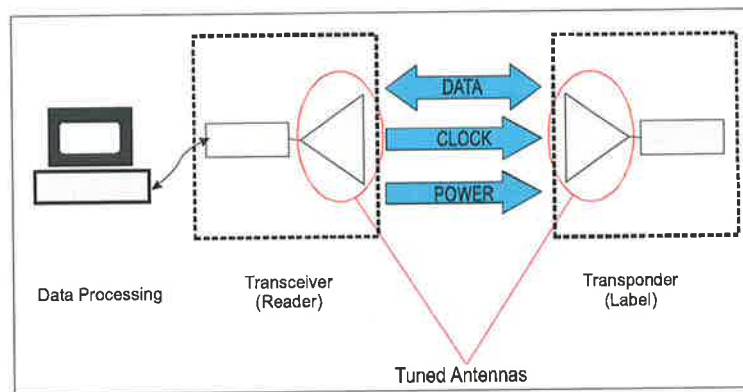 DATA
CLOCK
POWER
Data Processing
Transceiver
(Reader)
Transponder
(Label)
Tuned Antennas